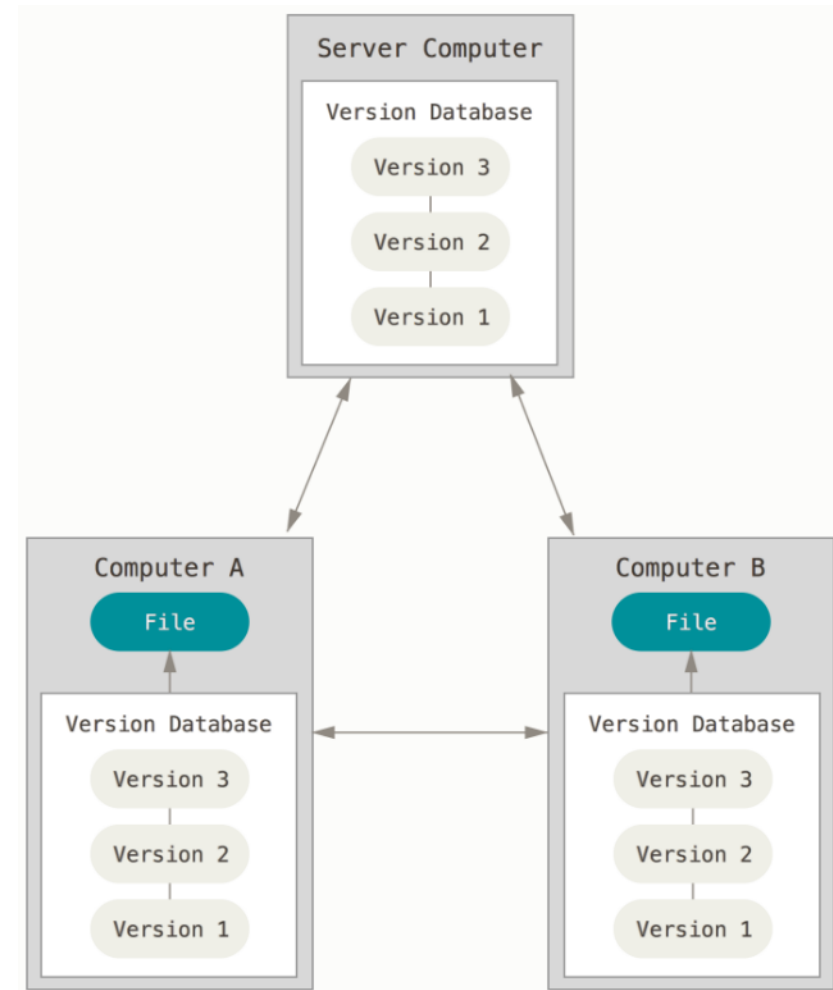 Server Computer
Version Database
Version 3
Version 2
Version 1
Computer A
File
Version Database
Version 3
Version 2
Version 1
Computer B
File
Version Database
Version 3
Version 2
Version 1